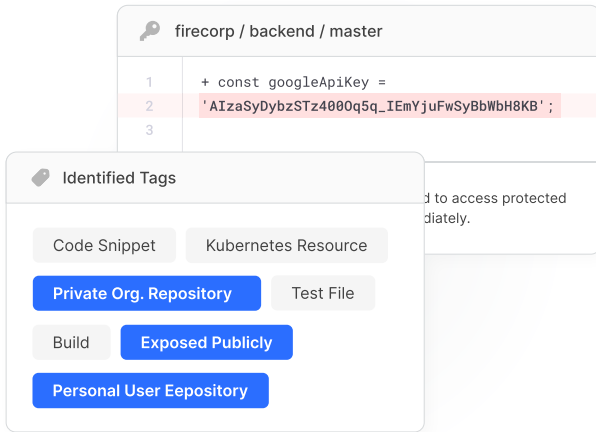 firecorp / backend / master
1 + const googleApiKey =
2 'AIzaSyDybzSTz400Oq5q_IEmYjuFwSyBbWbH8KB';
3
to access protected
Identified Tags
Code Snippet Kubernetes Resource
Private Org. Repository Test File
Build Exposed Publicly
Personal User Eepository